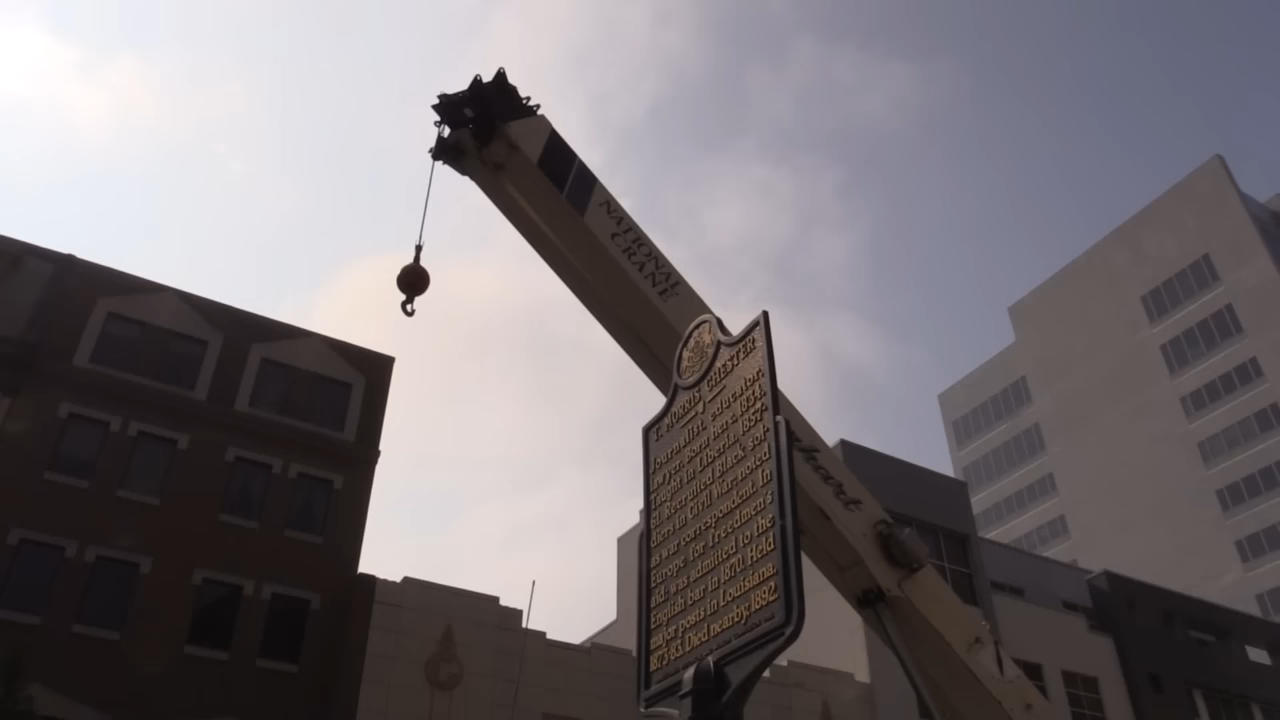 NATIONAL
CRANE
T. MORRIS CHESTER
Journalist, educator,
lawyer. Born here, 1834.
Taught in Liberia, 1857-
61. Recruited Black sol-
diers in Civil War; noted
as war correspondent. In
Europe for Freedmen's
aid; was admitted to the
English bar in 1870. Held
major posts in Louisiana,
1873-83. Died nearby, 1892.